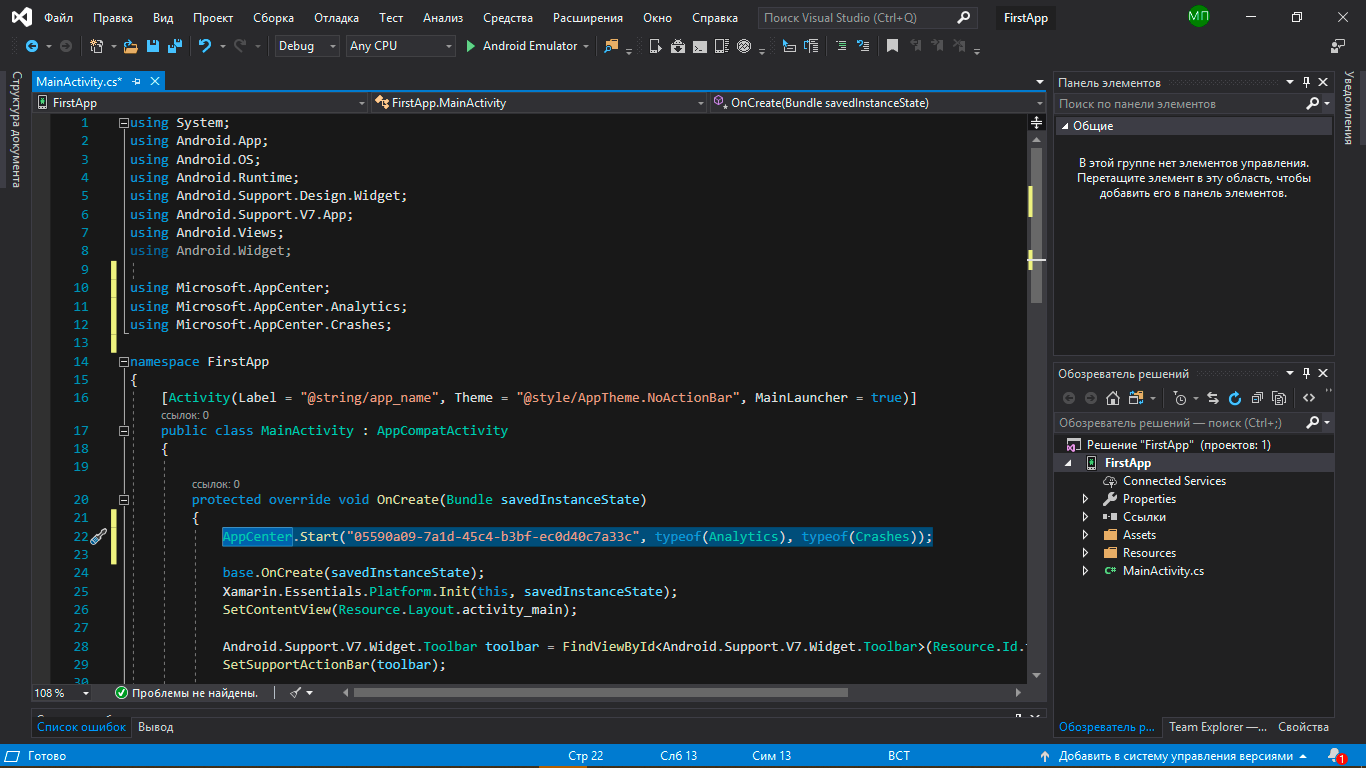 Файл Правка Вид Проект Сборка Отладка Тест Анализ Средства Расширения Окно Справка Поиск Visual Studio (Ctrl+Q) FirstApp МП
Debug Any CPU Android Emulator
Структура документа
MainActivity.cs*
FirstApp FirstApp.MainActivity OnCreate(Bundle savedInstanceState)
1 using System;
2 using Android.App;
3 using Android.OS;
4 using Android.Runtime;
5 using Android.Support.Design.Widget;
6 using Android.Support.V7.App;
7 using Android.Views;
8 using Android.Widget;
9
10 using Microsoft.AppCenter;
11 using Microsoft.AppCenter.Analytics;
12 using Microsoft.AppCenter.Crashes;
13
14 namespace FirstApp
15 {
16 [Activity(Label = "@string/app_name", Theme = "@style/AppTheme.NoActionBar", MainLauncher = true)]
ссылок: 0
17 public class MainActivity : AppCompatActivity
18 {
19
ссылок: 0
20 protected override void OnCreate(Bundle savedInstanceState)
21 {
22 AppCenter.Start("05590a09-7a1d-45c4-b3bf-ec0d40c7a33c", typeof(Analytics), typeof(Crashes));
23
24 base.OnCreate(savedInstanceState);
25 Xamarin.Essentials.Platform.Init(this, savedInstanceState);
26 SetContentView(Resource.Layout.activity_main);
27
28 Android.Support.V7.Widget.Toolbar toolbar = FindViewById<Android.Support.V7.Widget.Toolbar>(Resource.Id.
29 SetSupportActionBar(toolbar);
30
108 % Проблемы не найдены.
Список ошибок Вывод
Панель элементов
Поиск по панели элементов
Общие
В этой группе нет элементов управления.
Перетащите элемент в эту область, чтобы
добавить его в панель элементов.
Обозреватель решений
Обозреватель решений — поиск (Ctrl+;)
Решение "FirstApp" (проектов: 1)
FirstApp
Connected Services
Properties
Ссылки
Assets
Resources
C# MainActivity.cs
Обозреватель р... Team Explorer —... Свойства
Уведомления
Готово Стр 22 Слб 13 Сим 13 ВСТ Добавить в систему управления версиями 1